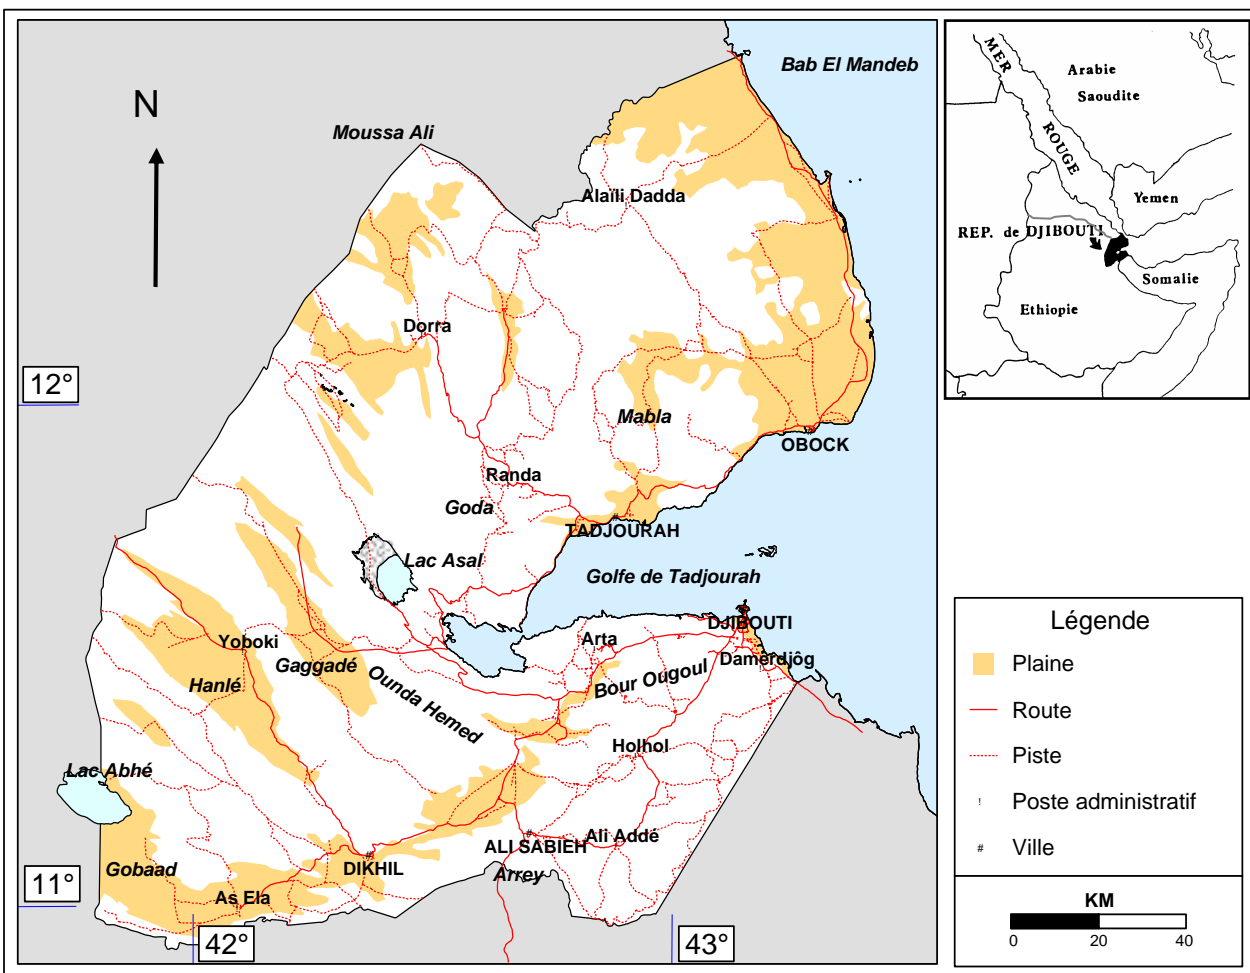 Bab El Mandeb
N
Moussa Ali
Alaïli Dadda
Dorra
12°
Mabla
OBOCK
Randa
Goda
TADJOURAH
Lac Asal
Golfe de Tadjourah
DJIBOUTI
Arta
Yoboki
Damerdjôg
Gaggadé
Bour Ougoul
Hanlé
Ounda Hemed
Holhol
Lac Abhé
Ali Addé
ALI SABIEH
Gobaad
DIKHIL
Arrey
11°
As Ela
42°
43°
MER
ROUGE
Arabie
Saoudite
Yemen
REP. de DJIBOUTI
Somalie
Ethiopie
Légende
Plaine
Route
Piste
! Poste administratif
# Ville
KM
0 20 40